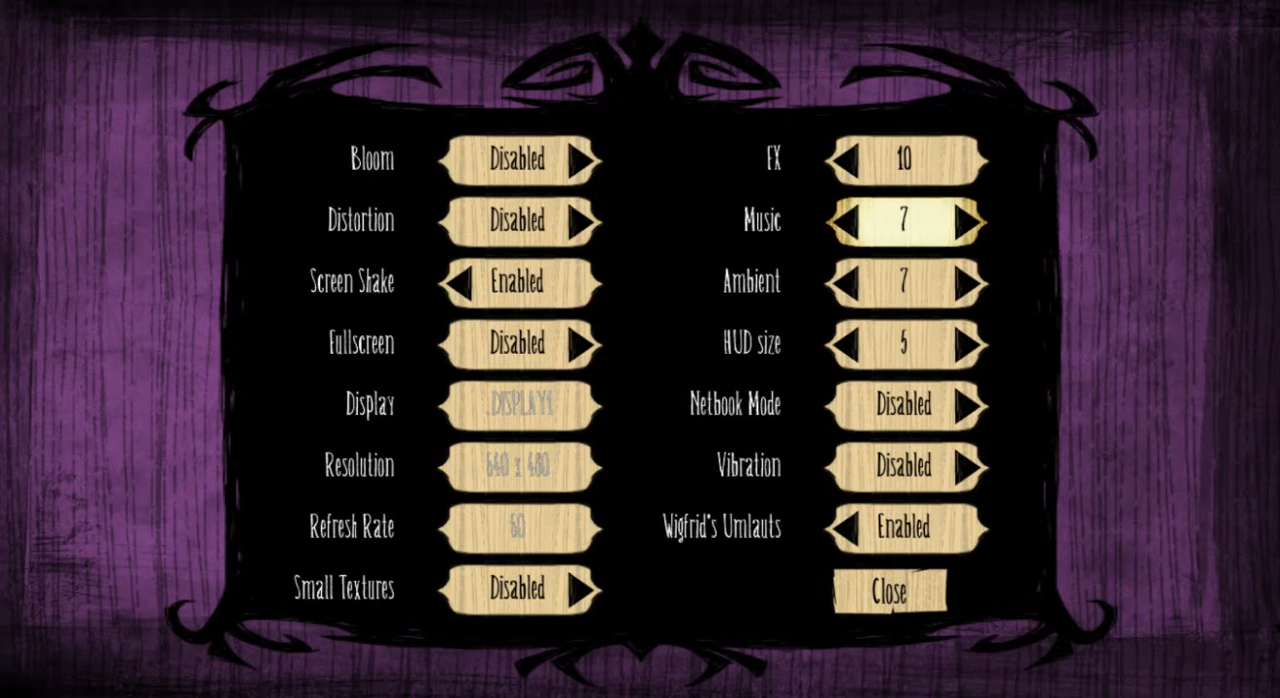 Bloom Disabled
Distortion Disabled
Screen Shake Enabled
Fullscreen Disabled
Display .DISPLAY1
Resolution 640 x 480
Refresh Rate 60
Small Textures Disabled
FX 10
Music 7
Ambient 7
HUD size 5
Netbook Mode Disabled
Vibration Disabled
Wigfrid's Umlauts Enabled
Close